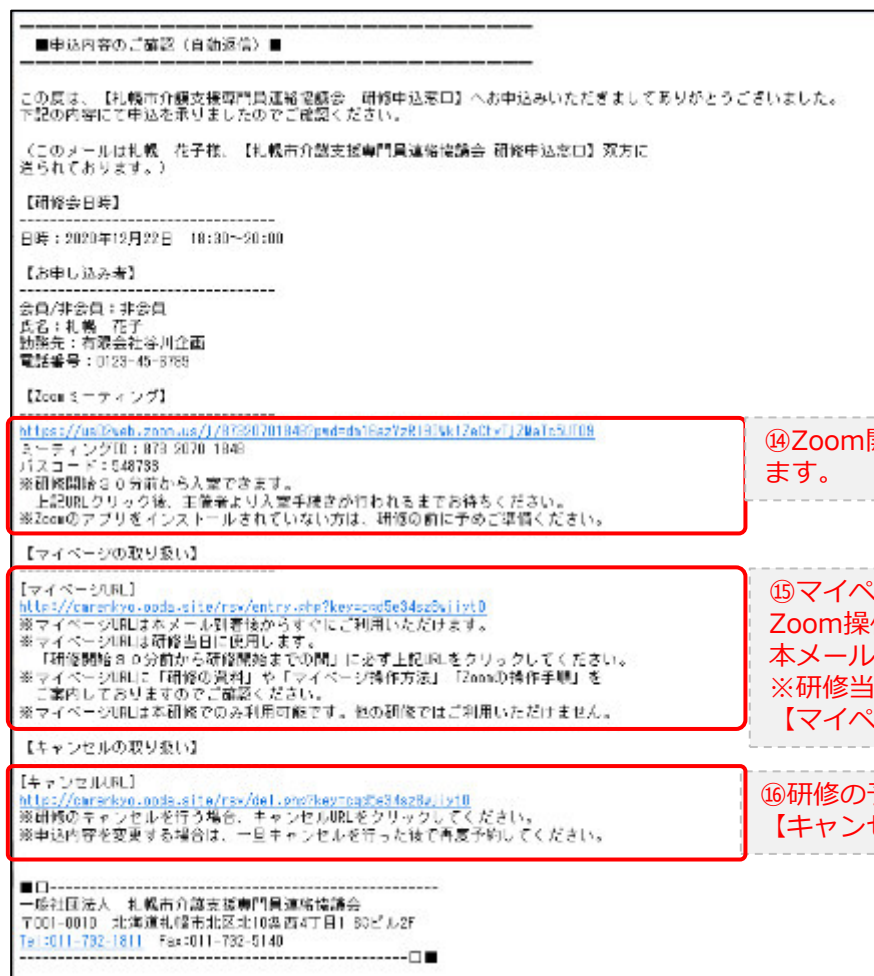 ■申込内容のご確認（自動返信）■
この度は、【札幌市介護支援専門員連絡協議会　研修申込窓口】へお申込みいただきましてありがとうございました。
下記の内容にて申込を承りましたのでご確認ください。
（このメールは札幌　花子様、【札幌市介護支援専門員連絡協議会 研修申込窓口】双方に
送られております。）
【研修会日時】
日時：2020年12月22日　18:30～20:00
【お申し込み者】
会員/非会員：非会員
氏名：札幌　花子
勤務先：有限会社谷川企画
電話番号：0123-45-6789
【Zoomミーティング】
ミーティングID：873 2070 1848
パスコード：548733
※研修開始３０分前から入室できます。
上記URLクリック後、主催者より入室手続きが行われるまでお待ちください。
※Zoomのアプリをインストールされていない方は、研修の前に予めご準備ください。
⑭Zoom
ます。
【マイページの取り扱い】
[マイページURL]
※マイページURLは本メール到着後からすぐにご利用いただけます。
※マイページURLは研修当日に使用します。
「研修開始３０分前から研修開始までの間」に必ず上記URLをクリックしてください。
※マイページURLに「研修の資料」や「マイページ操作方法」「Zoomの操作手順」を
ご案内しておりますのでご確認ください。
※マイページURLは本研修でのみ利用可能です。他の研修ではご利用いただけません。
⑮マイペ
Zoom操
本メール
※研修当
【マイペ
【キャンセルの取り扱い】
[キャンセルURL]
※研修のキャンセルを行う場合、キャンセルURLをクリックしてください。
※申込内容を変更する場合は、一旦キャンセルを行った後で再度予約してください。
⑯研修の
【キャンセ
■□
一般社団法人　札幌市介護支援専門員連絡協議会
〒001-0010　北海道札幌市北区北10条西4丁目1 ビル2F
Tel:011-792-1811　Fax:011-792-5140
□■